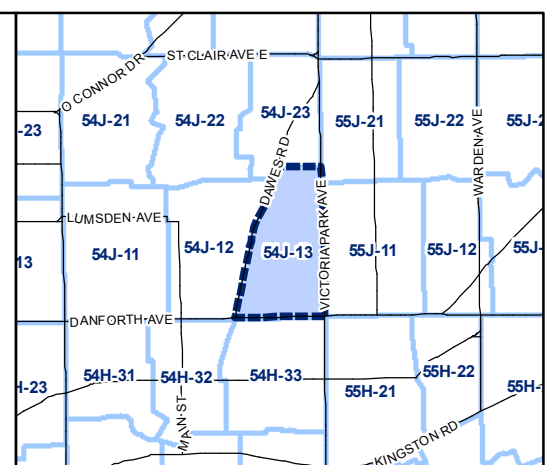 ST CLAIR AVE E
O CONNOR DR
54J-21
54J-22
54J-23
55J-21
55J-22
55J-2
-23
DAWES RD
WARDEN AVE
VICTORIA PARK AVE
LUMSDEN AVE
54J-11
54J-12
54J-13
55J-11
55J-12
55J-
13
DANFORTH AVE
54H-31
54H-32
54H-33
55H-21
55H-22
55H-
H-23
MAIN ST
KINGSTON RD